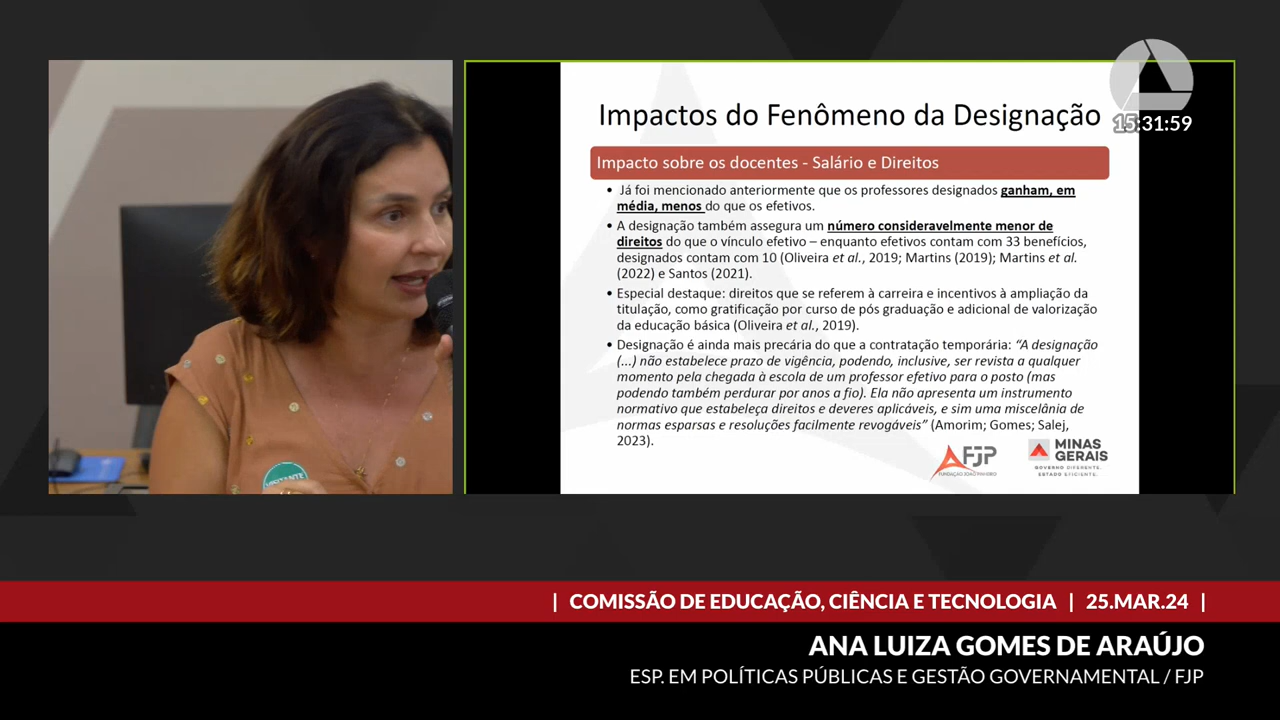 Impactos do Fenômeno da Designação
15:31:59
Impacto sobre os docentes - Salário e Direitos
• Já foi mencionado anteriormente que os professores designados ganham, em
média, menos do que os efetivos.
• A designação também assegura um número consideravelmente menor de
direitos do que o vínculo efetivo – enquanto efetivos contam com 33 benefícios,
designados contam com 10 (Oliveira et al., 2019; Martins (2019); Martins et al.
(2022) e Santos (2021).
• Especial destaque: direitos que se referem à carreira e incentivos à ampliação da
titulação, como gratificação por curso de pós graduação e adicional de valorização
da educação básica (Oliveira et al., 2019).
• Designação é ainda mais precária do que a contratação temporária: “A designação
(...) não estabelece prazo de vigência, podendo, inclusive, ser revista a qualquer
momento pela chegada à escola de um professor efetivo para o posto (mas
podendo também perdurar por anos a fio). Ela não apresenta um instrumento
normativo que estabeleça direitos e deveres aplicáveis, e sim uma miscelânia de
normas esparsas e resoluções facilmente revogáveis” (Amorim; Gomes; Salej,
2023).
FJP
FUNDAÇÃO JOÃO PINHEIRO
MINAS
GERAIS
GOVERNO DIFERENTE.
ESTADO EFICIENTE.
| COMISSÃO DE EDUCAÇÃO, CIÊNCIA E TECNOLOGIA | 25.MAR.24 |
ANA LUIZA GOMES DE ARAÚJO
ESP. EM POLÍTICAS PÚBLICAS E GESTÃO GOVERNAMENTAL / FJP